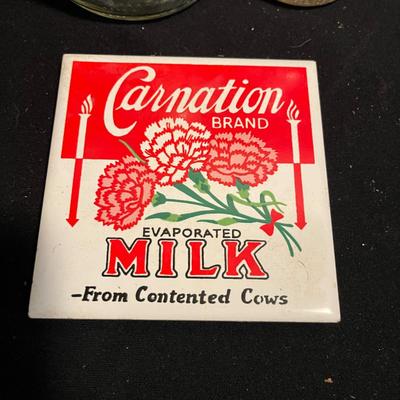 Carnation
BRAND
EVAPORATED
MILK
-From Contented Cows